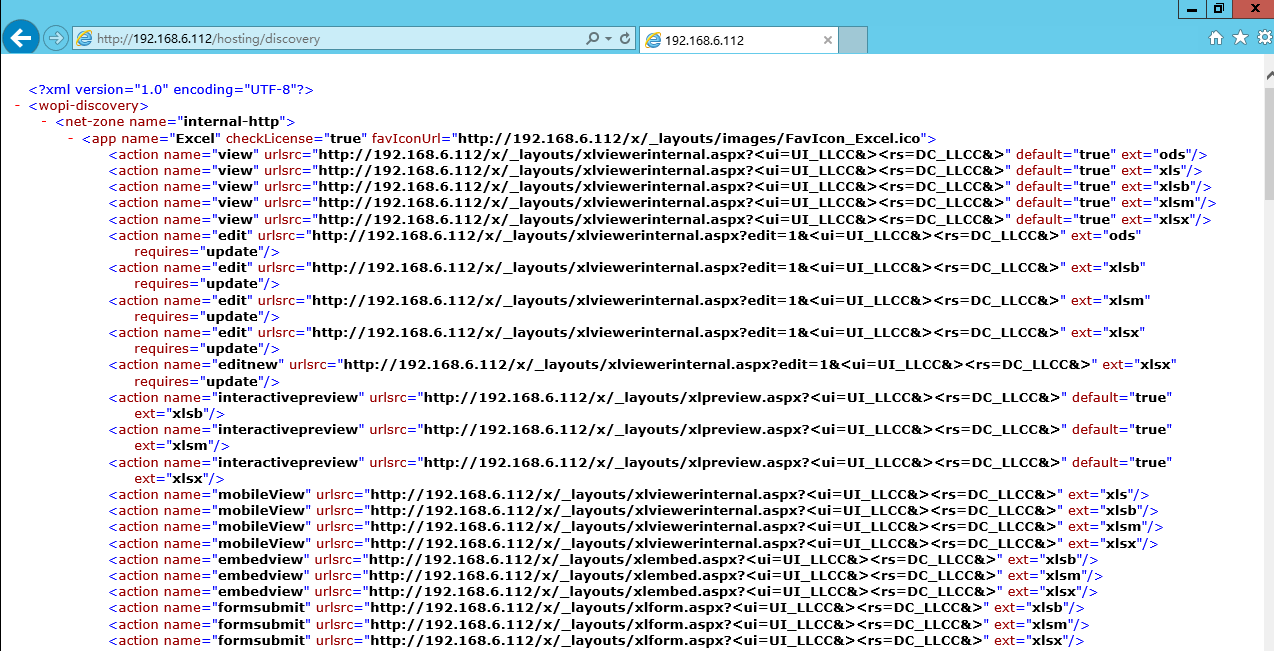 http://192.168.6.112/hosting/discovery
192.168.6.112
<?xml version="1.0" encoding="UTF-8"?>
- <wopi-discovery>
- <net-zone name="internal-http">
- <app name="Excel" checkLicense="true" favIconUrl="http://192.168.6.112/x/_layouts/images/FavIcon_Excel.ico">
<action name="view" urlsrc="http://192.168.6.112/x/_layouts/xlviewerinternal.aspx?<ui=UI_LLCC&><rs=DC_LLCC&>" default="true" ext="ods"/>
<action name="view" urlsrc="http://192.168.6.112/x/_layouts/xlviewerinternal.aspx?<ui=UI_LLCC&><rs=DC_LLCC&>" default="true" ext="xls"/>
<action name="view" urlsrc="http://192.168.6.112/x/_layouts/xlviewerinternal.aspx?<ui=UI_LLCC&><rs=DC_LLCC&>" default="true" ext="xlsb"/>
<action name="view" urlsrc="http://192.168.6.112/x/_layouts/xlviewerinternal.aspx?<ui=UI_LLCC&><rs=DC_LLCC&>" default="true" ext="xlsm"/>
<action name="view" urlsrc="http://192.168.6.112/x/_layouts/xlviewerinternal.aspx?<ui=UI_LLCC&><rs=DC_LLCC&>" default="true" ext="xlsx"/>
<action name="edit" urlsrc="http://192.168.6.112/x/_layouts/xlviewerinternal.aspx?edit=1&<ui=UI_LLCC&><rs=DC_LLCC&>" ext="ods"
requires="update"/>
<action name="edit" urlsrc="http://192.168.6.112/x/_layouts/xlviewerinternal.aspx?edit=1&<ui=UI_LLCC&><rs=DC_LLCC&>" ext="xlsb"
requires="update"/>
<action name="edit" urlsrc="http://192.168.6.112/x/_layouts/xlviewerinternal.aspx?edit=1&<ui=UI_LLCC&><rs=DC_LLCC&>" ext="xlsm"
requires="update"/>
<action name="edit" urlsrc="http://192.168.6.112/x/_layouts/xlviewerinternal.aspx?edit=1&<ui=UI_LLCC&><rs=DC_LLCC&>" ext="xlsx"
requires="update"/>
<action name="editnew" urlsrc="http://192.168.6.112/x/_layouts/xlviewerinternal.aspx?edit=1&<ui=UI_LLCC&><rs=DC_LLCC&>" ext="xlsx"
requires="update"/>
<action name="interactivepreview" urlsrc="http://192.168.6.112/x/_layouts/xlpreview.aspx?<ui=UI_LLCC&><rs=DC_LLCC&>" default="true"
ext="xlsb"/>
<action name="interactivepreview" urlsrc="http://192.168.6.112/x/_layouts/xlpreview.aspx?<ui=UI_LLCC&><rs=DC_LLCC&>" default="true"
ext="xlsm"/>
<action name="interactivepreview" urlsrc="http://192.168.6.112/x/_layouts/xlpreview.aspx?<ui=UI_LLCC&><rs=DC_LLCC&>" default="true"
ext="xlsx"/>
<action name="mobileView" urlsrc="http://192.168.6.112/x/_layouts/xlviewerinternal.aspx?<ui=UI_LLCC&><rs=DC_LLCC&>" ext="xls"/>
<action name="mobileView" urlsrc="http://192.168.6.112/x/_layouts/xlviewerinternal.aspx?<ui=UI_LLCC&><rs=DC_LLCC&>" ext="xlsb"/>
<action name="mobileView" urlsrc="http://192.168.6.112/x/_layouts/xlviewerinternal.aspx?<ui=UI_LLCC&><rs=DC_LLCC&>" ext="xlsm"/>
<action name="mobileView" urlsrc="http://192.168.6.112/x/_layouts/xlviewerinternal.aspx?<ui=UI_LLCC&><rs=DC_LLCC&>" ext="xlsx"/>
<action name="embedview" urlsrc="http://192.168.6.112/x/_layouts/xlembed.aspx?<ui=UI_LLCC&><rs=DC_LLCC&>" ext="xlsb"/>
<action name="embedview" urlsrc="http://192.168.6.112/x/_layouts/xlembed.aspx?<ui=UI_LLCC&><rs=DC_LLCC&>" ext="xlsm"/>
<action name="embedview" urlsrc="http://192.168.6.112/x/_layouts/xlembed.aspx?<ui=UI_LLCC&><rs=DC_LLCC&>" ext="xlsx"/>
<action name="formsubmit" urlsrc="http://192.168.6.112/x/_layouts/xlform.aspx?<ui=UI_LLCC&><rs=DC_LLCC&>" ext="xlsb"/>
<action name="formsubmit" urlsrc="http://192.168.6.112/x/_layouts/xlform.aspx?<ui=UI_LLCC&><rs=DC_LLCC&>" ext="xlsm"/>
<action name="formsubmit" urlsrc="http://192.168.6.112/x/_layouts/xlform.aspx?<ui=UI_LLCC&><rs=DC_LLCC&>" ext="xlsx"/>